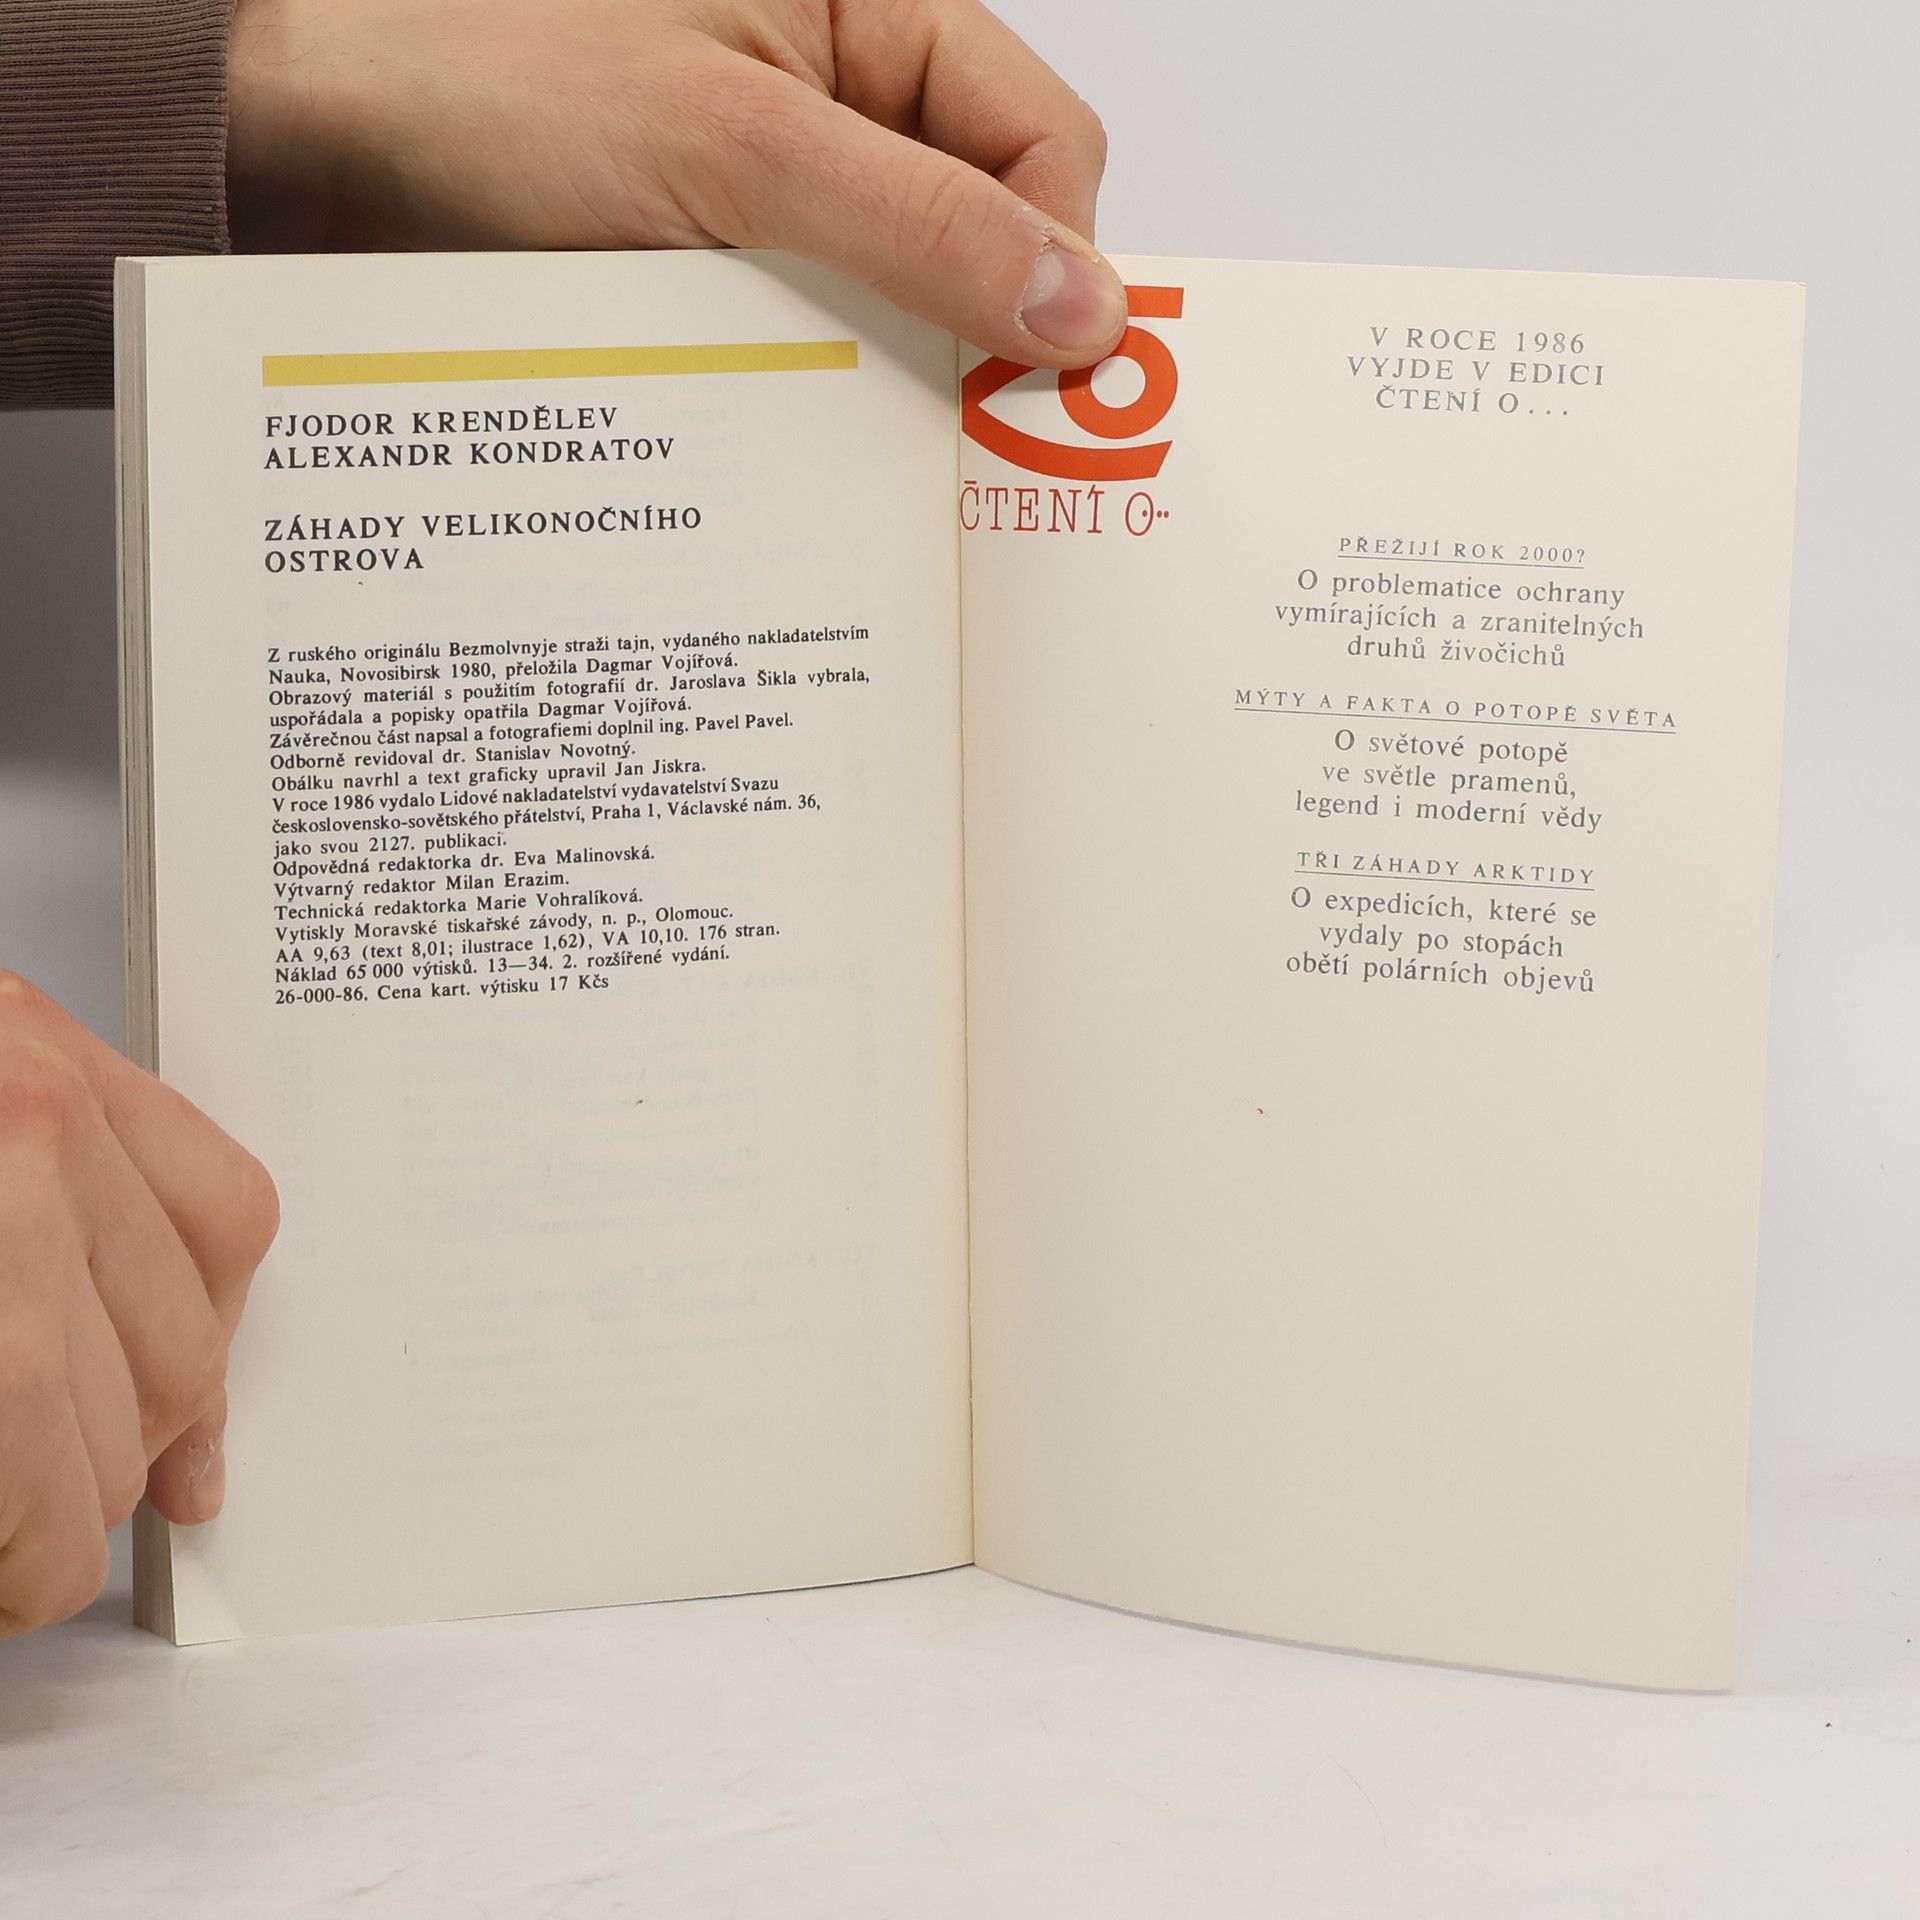 FJODOR KRENDĚLEV
ALEXANDR KONDRATOV
ZÁHADY VELIKONOČNÍHO
OSTROVA
Z ruského originálu Bezmolvnyje straži tajn, vydaného nakladatelstvím
Nauka, Novosibirsk 1980, přeložila Dagmar Vojířová.
Obrazový materiál s použitím fotografií dr. Jaroslava Šikla vybrala,
uspořádala a popisky opatřila Dagmar Vojířová.
Závěrečnou část napsal a fotografiemi doplnil ing. Pavel Pavel.
Odborně revidoval dr. Stanislav Novotný.
Obálku navrhl a text graficky upravil Jan Jiskra.
V roce 1986 vydalo Lidové nakladatelství vydavatelství Svazu
československo-sovětského přátelství, Praha 1, Václavské nám. 36,
jako svou 2127. publikaci.
Odpovědná redaktorka dr. Eva Malinovská.
Výtvarný redaktor Milan Erazim.
Technická redaktorka Marie Vohralíková.
Vytiskly Moravské tiskařské závody, n. p., Olomouc.
AA 9,63 (text 8,01; ilustrace 1,62), VA 10,10. 176 stran.
Náklad 65 000 výtisků. 13—34. 2. rozšířené vydání.
26-000-86. Cena kart. výtisku 17 Kčs
ČTENÍ O..
V ROCE 1986
VYJDE V EDICI
ČTENÍ O...
PŘEŽIJÍ ROK 2000?
O problematice ochrany
vymírajících a zranitelných
druhů živočichů
MÝTY A FAKTA O POTOPĚ SVĚTA
O světové potopě
ve světle pramenů,
legend i moderní vědy
TŘI ZÁHADY ARKTIDY
O expedicích, které se
vydaly po stopách
obětí polárních objevů